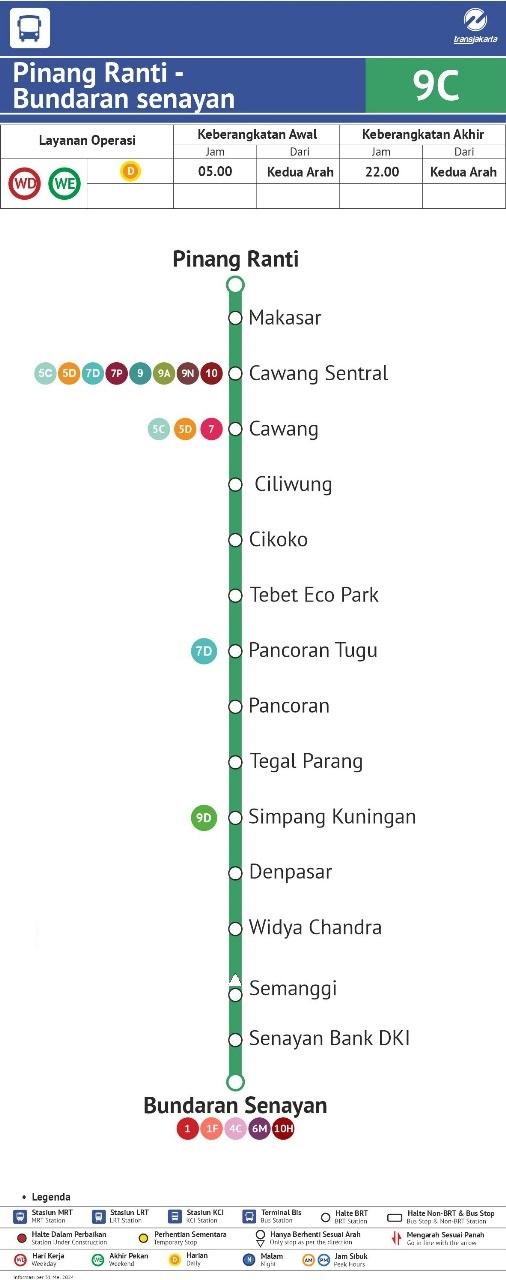 transjakarta
Pinang Ranti -
Bundaran senayan
9C
Layanan Operasi
Keberangkatan Awal
Keberangkatan Akhir
Jam
Dari
Jam
Dari
WD
WE
D
05.00
Kedua Arah
22.00
Kedua Arah
Pinang Ranti
Makasar
5C 5D 7D 7P 9 9A 9N 10 Cawang Sentral
5C 5D 7 Cawang
Ciliwung
Cikoko
Tebet Eco Park
7D Pancoran Tugu
Pancoran
Tegal Parang
9D Simpang Kuningan
Denpasar
Widya Chandra
Semanggi
Senayan Bank DKI
Bundaran Senayan
1 1F 4C 6M 10H
• Legenda
Stasiun MRT
MRT Station
Stasiun LRT
LRT Station
Stasiun KCI
KCI Station
Terminal Bis
Bus Station
Halte BRT
BRT Station
Halte Non-BRT & Bus Stop
Bus Stop & Non-BRT Station
Halte Dalam Perbaikan
Station Under Construction
Perhentian Sementara
Temporary Stop
Hanya Berhenti Sesuai Arah
Only stop as per the direction
Mengarah Sesuai Panah
Go in line with the arrow
WD Hari Kerja
Weekday
WE Akhir Pekan
Weekend
D Harian
Daily
N Malam
Night
AM PM Jam Sibuk
Peek Hours
Informasi per 31 Mei 2024